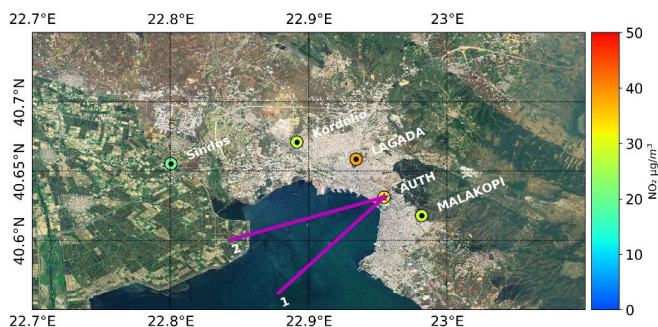 22.7°E 22.8°E 22.9°E 23°E
50
40
30
20
10
0
NO₂ μg/m³
40.7°N
40.65°N
40.6°N
Kordelio
Sindos
LAGADA
AUTH
MALAKOPI
2
1
22.7°E 22.8°E 22.9°E 23°E